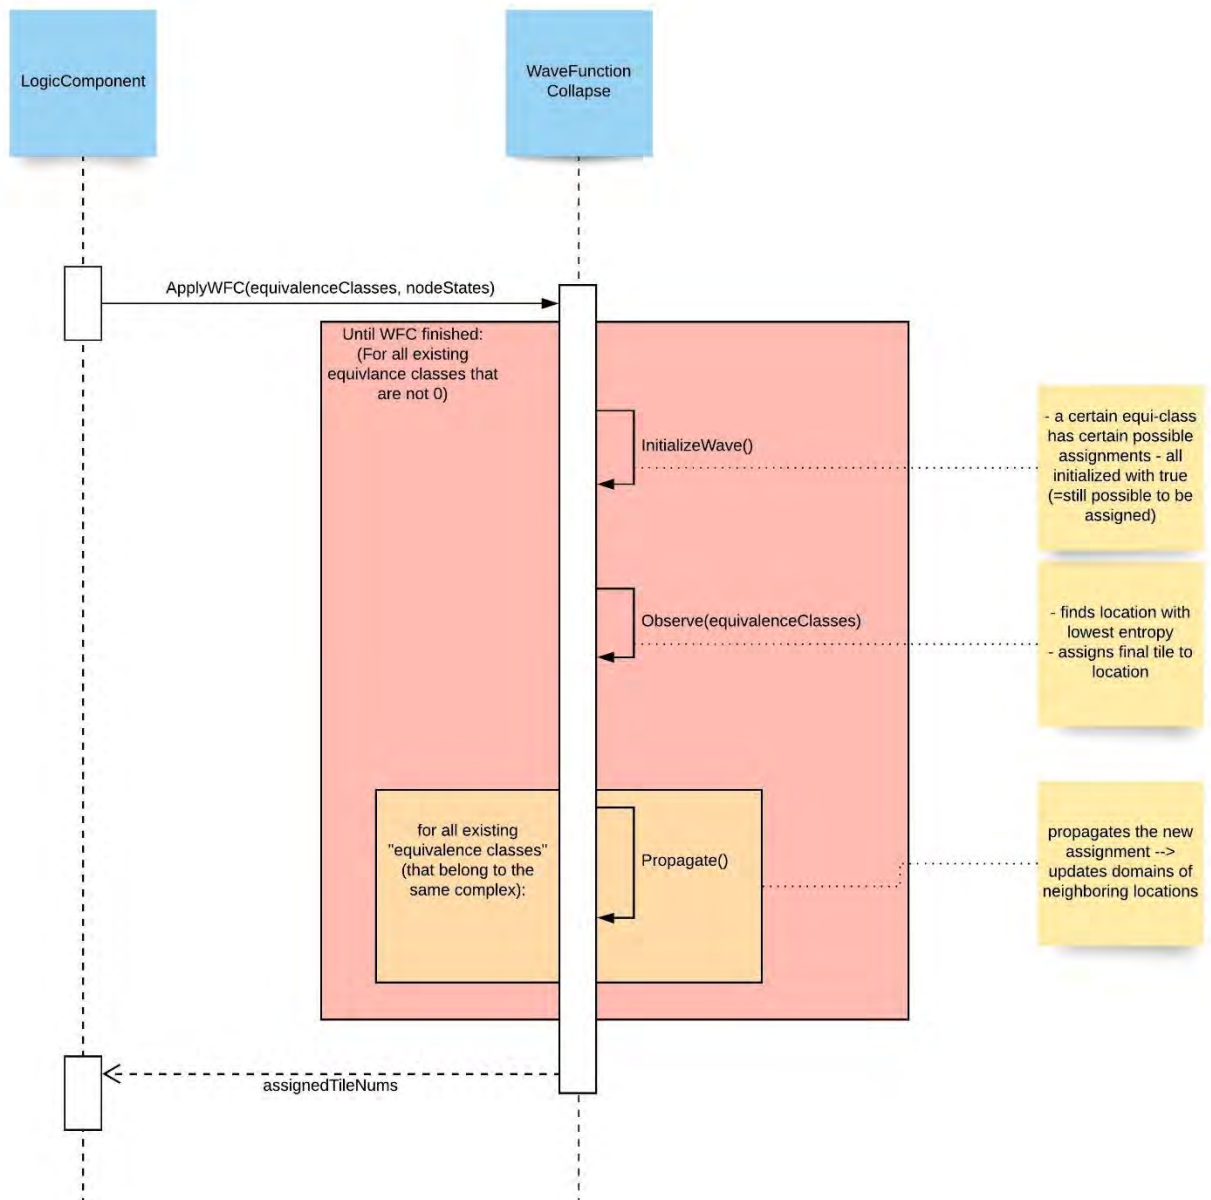 LogicComponent
WaveFunction
Collapse
ApplyWFC(equivalenceClasses, nodeStates)
Until WFC finished:
(For all existing
equivlance classes that
are not 0)
InitializeWave()
- a certain equi-class
has certain possible
assignments - all
initialized with true
(=still possible to be
assigned)
Observe(equivalenceClasses)
- finds location with
lowest entropy
- assigns final tile to
location
for all existing
"equivalence classes"
(that belong to the
same complex):
Propagate()
propagates the new
assignment -->
updates domains of
neighboring locations
assignedTileNums